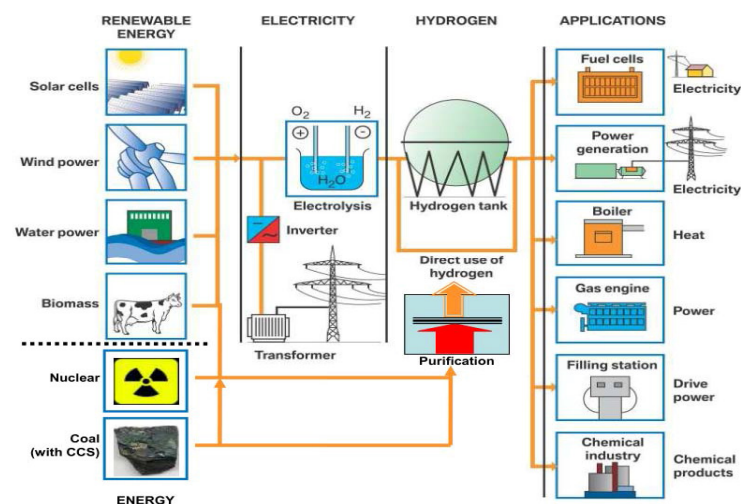 RENEWABLE
ENERGY
ELECTRICITY
HYDROGEN
APPLICATIONS
Solar cells
Wind power
Water power
Biomass
Nuclear
Coal
(with CCS)
ENERGY
O2
H2
+
−
H2O
Electrolysis
Inverter
Transformer
Hydrogen tank
Direct use of
hydrogen
Purification
Fuel cells
Electricity
Power
generation
Electricity
Boiler
Heat
Gas engine
Power
Filling station
Drive
power
Chemical
industry
Chemical
products